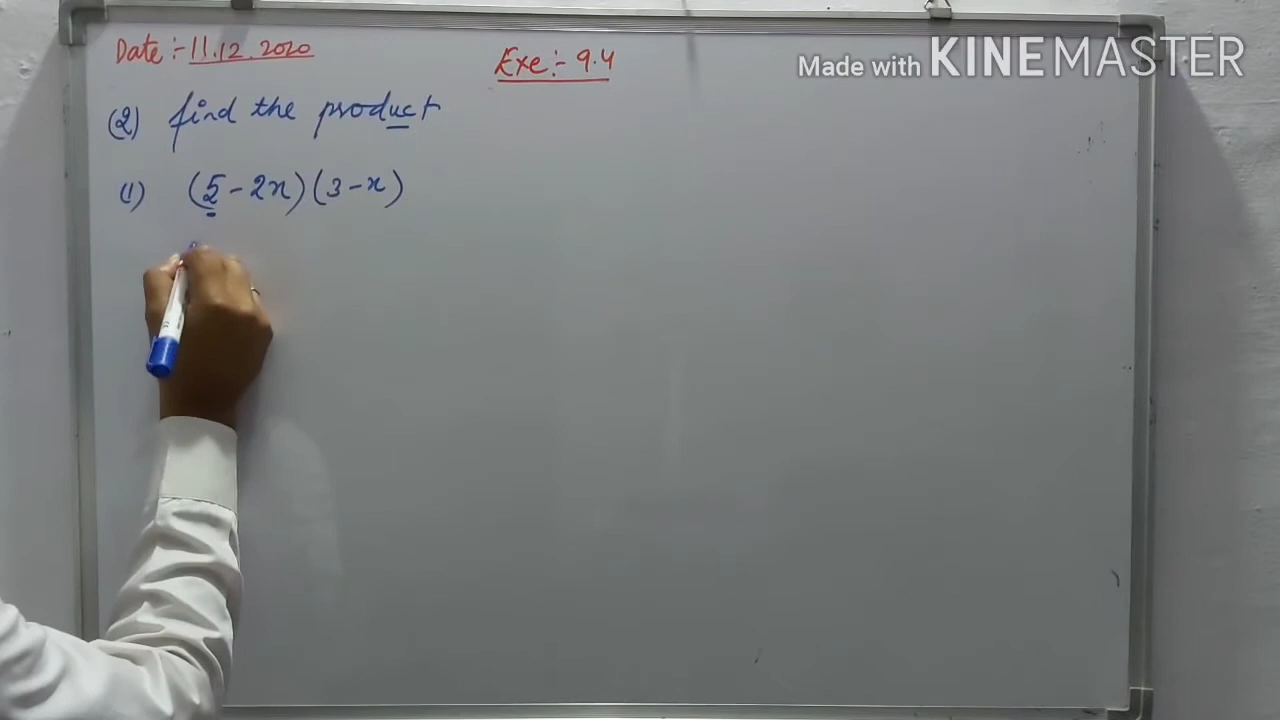 Date :- 11.12.2020
Exe:- 9.4
Made with KINEMASTER
(2) find the product
(1) (5-2x)(3-x)